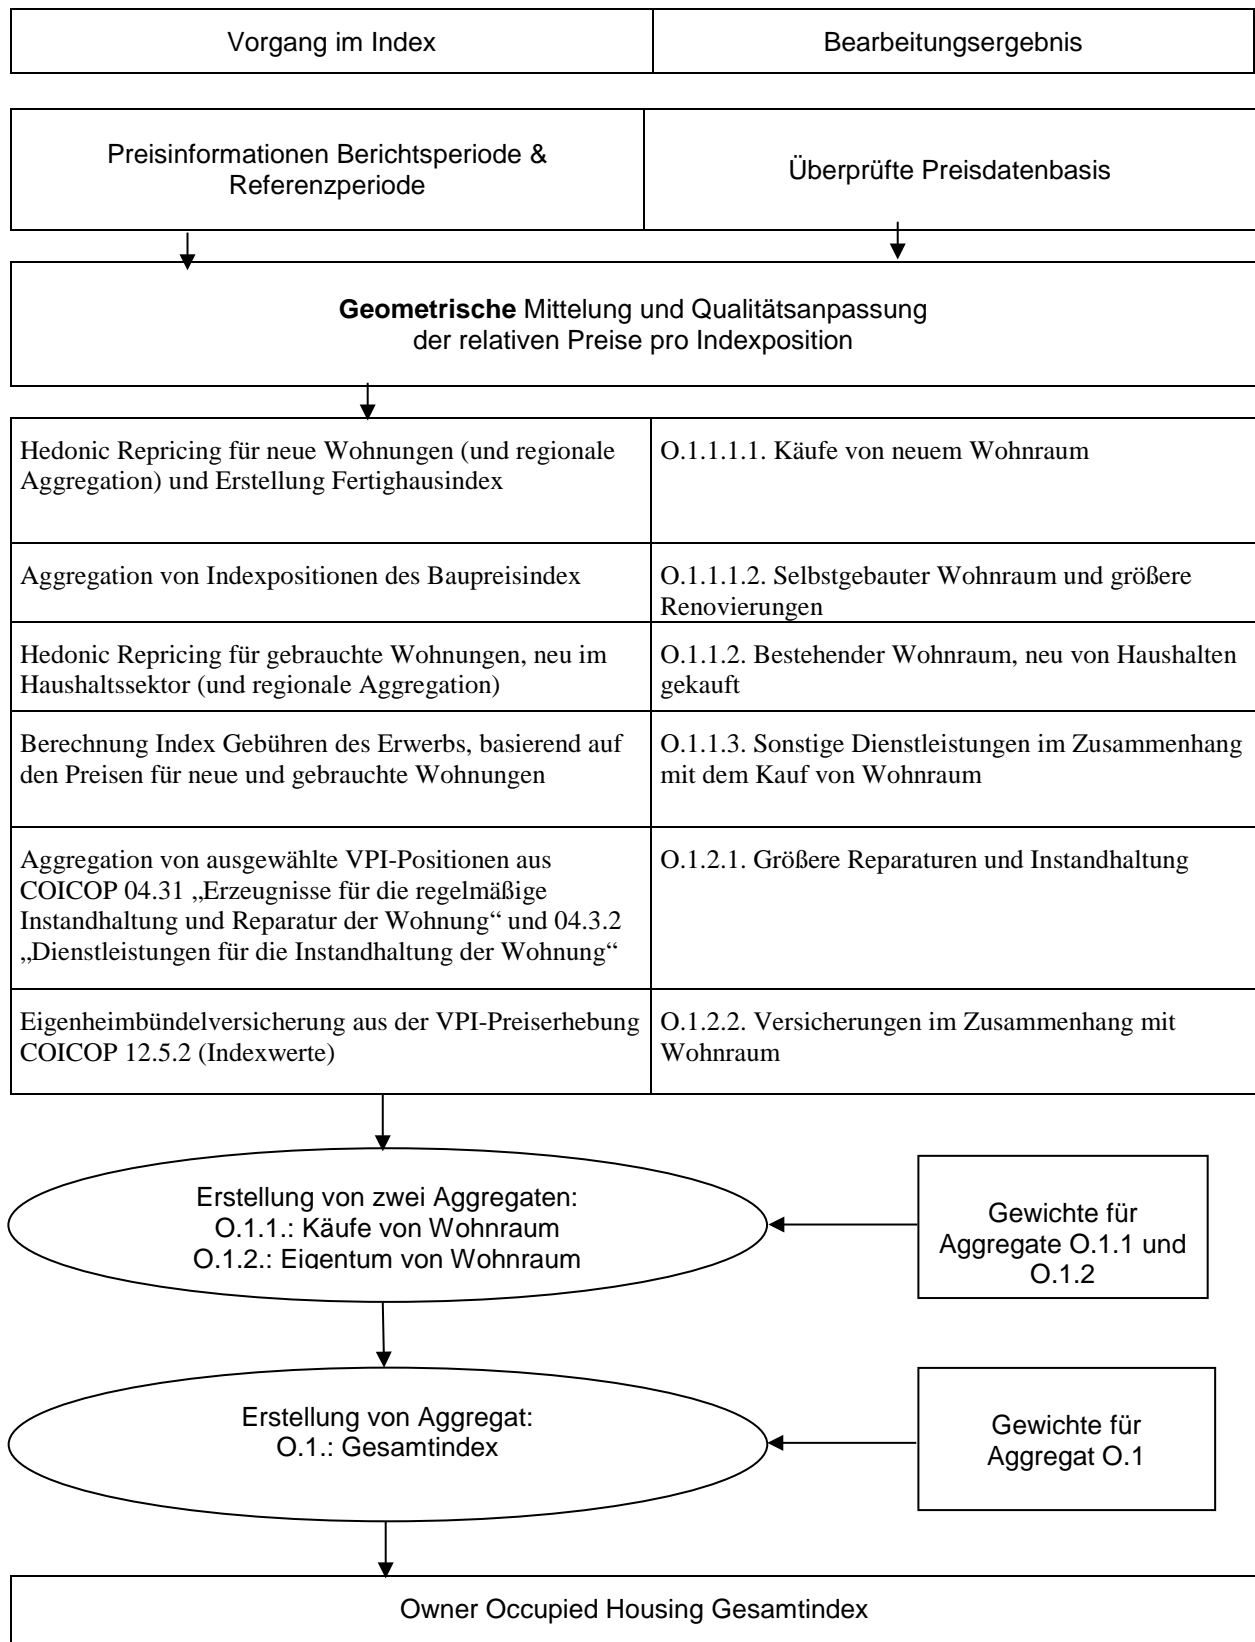 Vorgang im Index
Bearbeitungsergebnis
Preisinformationen Berichtsperiode &
Referenzperiode
Überprüfte Preisdatenbasis
Geometrische Mittelung und Qualitätsanpassung
der relativen Preise pro Indexposition
Hedonic Repricing für neue Wohnungen (und regionale
Aggregation) und Erstellung Fertighausindex
O.1.1.1.1. Käufe von neuem Wohnraum
Aggregation von Indexpositionen des Baupreisindex
O.1.1.1.2. Selbstgebauter Wohnraum und größere
Renovierungen
Hedonic Repricing für gebrauchte Wohnungen, neu im
Haushaltssektor (und regionale Aggregation)
O.1.1.2. Bestehender Wohnraum, neu von Haushalten
gekauft
Berechnung Index Gebühren des Erwerbs, basierend auf
den Preisen für neue und gebrauchte Wohnungen
O.1.1.3. Sonstige Dienstleistungen im Zusammenhang
mit dem Kauf von Wohnraum
Aggregation von ausgewählte VPI-Positionen aus
COICOP 04.31 „Erzeugnisse für die regelmäßige
Instandhaltung und Reparatur der Wohnung“ und 04.3.2
„Dienstleistungen für die Instandhaltung der Wohnung“
O.1.2.1. Größere Reparaturen und Instandhaltung
Eigenheimbündelversicherung aus der VPI-Preiserhebung
COICOP 12.5.2 (Indexwerte)
O.1.2.2. Versicherungen im Zusammenhang mit
Wohnraum
Erstellung von zwei Aggregaten:
O.1.1.: Käufe von Wohnraum
O.1.2.: Eigentum von Wohnraum
Gewichte für
Aggregate O.1.1 und
O.1.2
Erstellung von Aggregat:
O.1.: Gesamtindex
Gewichte für
Aggregat O.1
Owner Occupied Housing Gesamtindex